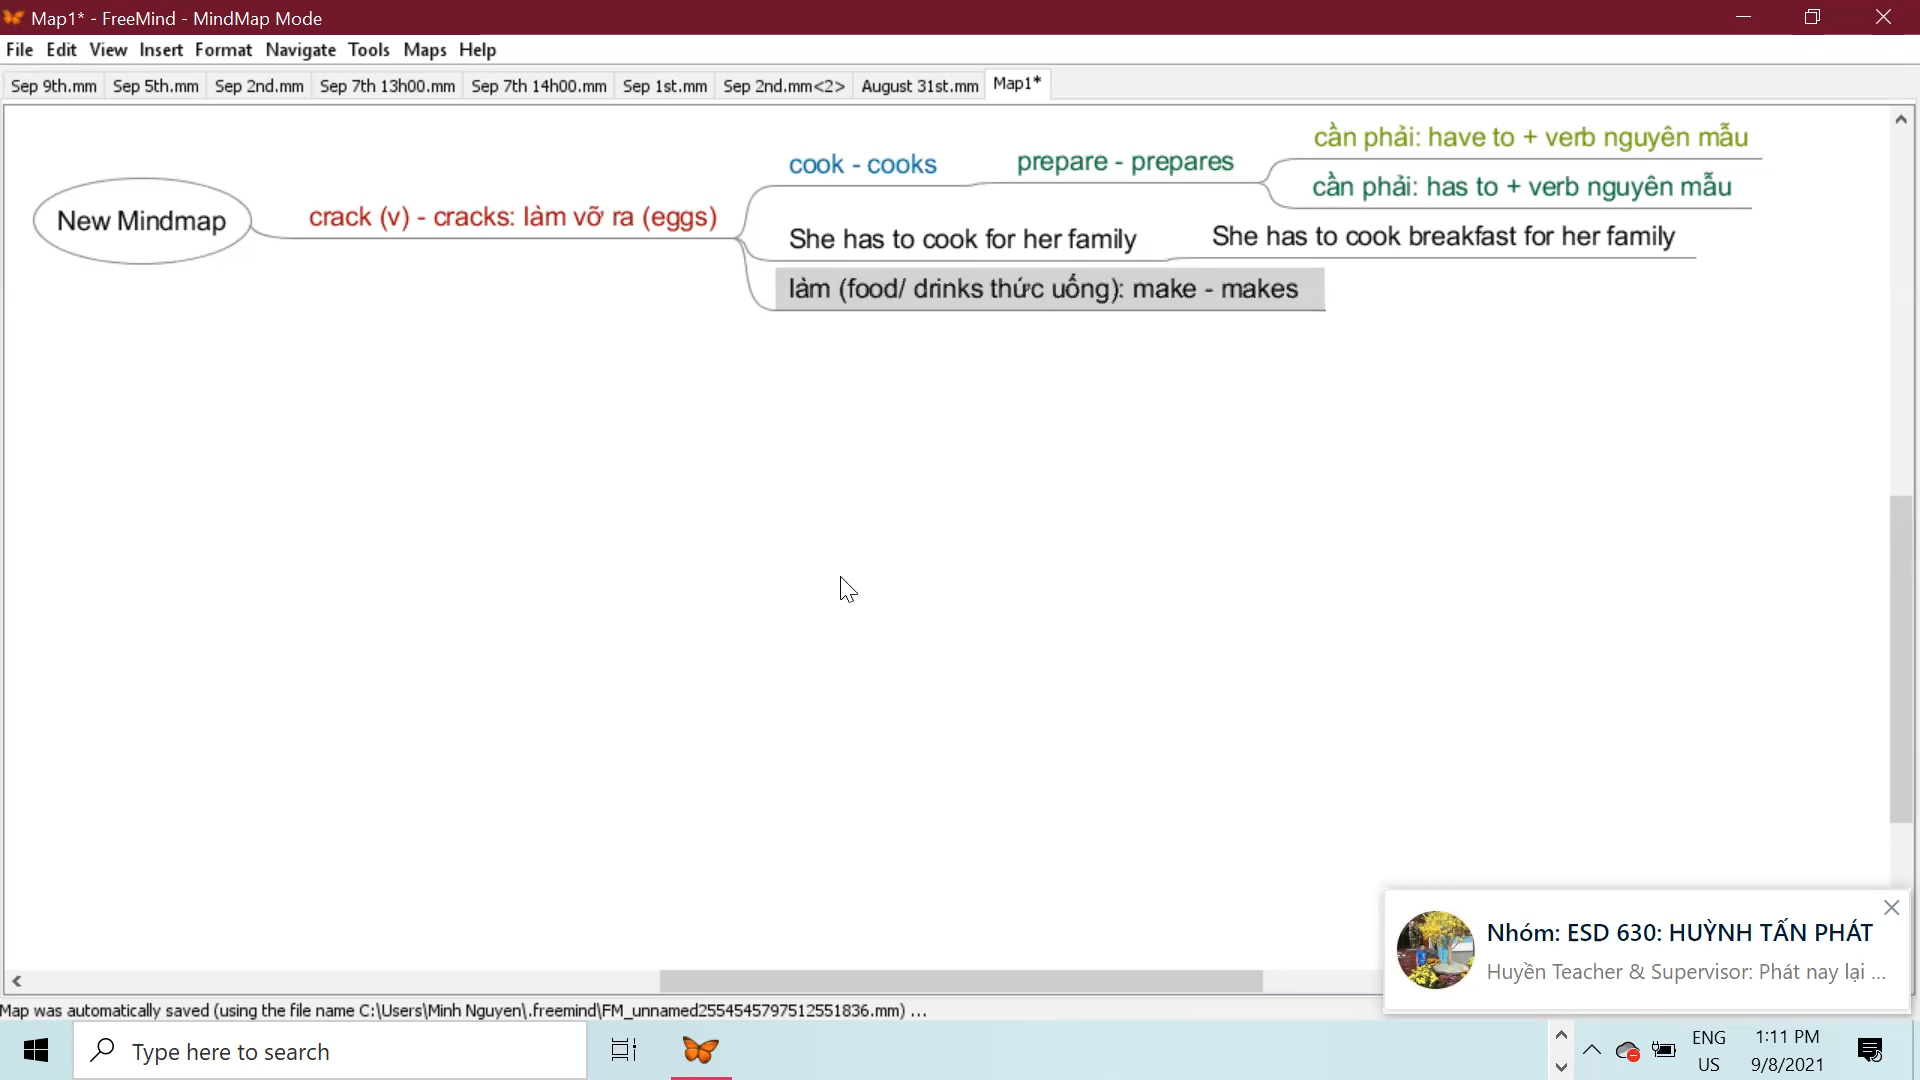 Map1* - FreeMind - MindMap Mode
File Edit View Insert Format Navigate Tools Maps Help
Sep 9th.mm Sep 5th.mm Sep 2nd.mm Sep 7th 13h00.mm Sep 7th 14h00.mm Sep 1st.mm Sep 2nd.mm<2> August 31st.mm Map1*
New Mindmap
crack (v) - cracks: làm vỡ ra (eggs)
cook - cooks
prepare - prepares
cần phải: have to + verb nguyên mẫu
cần phải: has to + verb nguyên mẫu
She has to cook for her family
She has to cook breakfast for her family
làm (food/ drinks thức uống): make - makes
Nhóm: ESD 630: HUỲNH TẤN PHÁT
Huyền Teacher & Supervisor: Phát nay lại ...
Map was automatically saved (using the file name C:\Users\Minh Nguyen\.freemind\FM_unnamed2554545797512551836.mm) ...
Type here to search
ENG
US
1:11 PM
9/8/2021